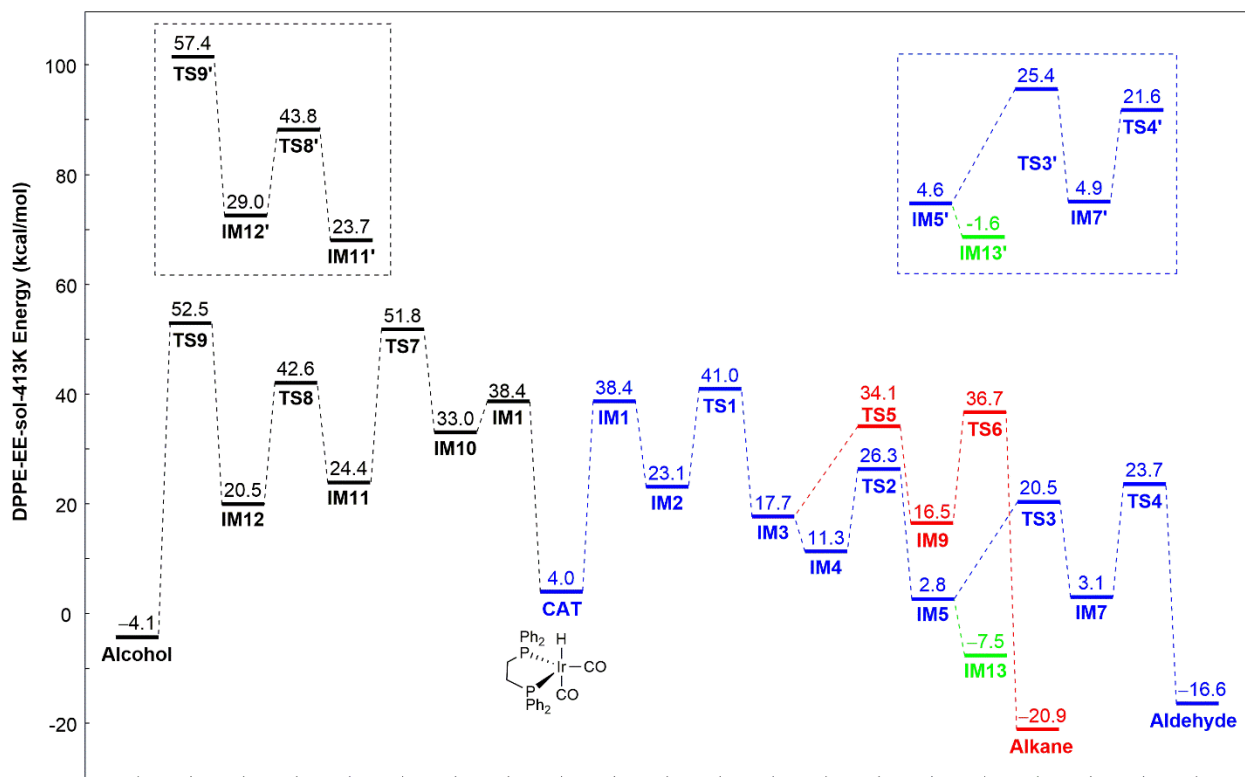 DPPE-EE-sol-413K Energy (kcal/mol)
100
80
60
40
20
0
-20
57.4
TS9'
43.8
TS8'
29.0
IM12'
23.7
IM11'
25.4
TS3'
21.6
TS4'
4.6
IM5'
4.9
IM7'
-1.6
IM13'
52.5
TS9
51.8
TS7
42.6
TS8
38.4
IM1
33.0
IM10
24.4
IM11
20.5
IM12
−4.1
Alcohol
4.0
CAT
38.4
IM1
41.0
TS1
23.1
IM2
17.7
IM3
34.1
TS5
36.7
TS6
26.3
TS2
16.5
IM9
11.3
IM4
20.5
TS3
23.7
TS4
2.8
IM5
3.1
IM7
−7.5
IM13
−20.9
Alkane
−16.6
Aldehyde
Ph2
H
P
Ir
CO
P
CO
Ph2